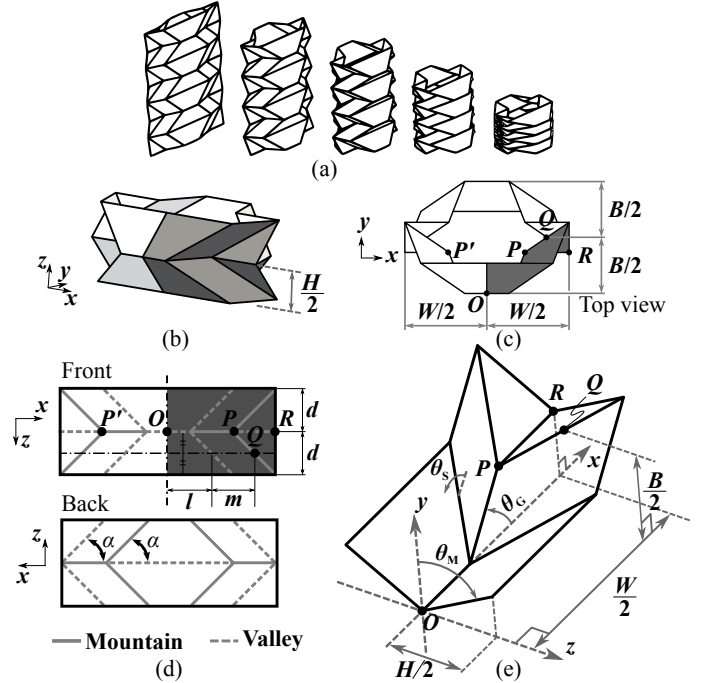 (a)
z
y
x
H
2
(b)
y
x
P'
P
Q
R
O
B/2
B/2
W/2
W/2
Top view
(c)
Front
x
z
P'
O
P
R
Q
d
d
l
m
Back
z
x
α
α
Mountain
Valley
(d)
R
Q
P
x
θS
θG
y
θM
O
H/2
z
B
2
W
2
(e)